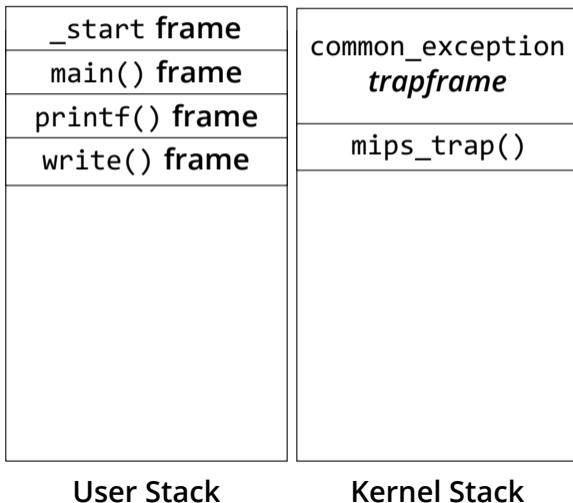 _start frame
main() frame
printf() frame
write() frame
User Stack
common_exception
trapframe
mips_trap()
Kernel Stack